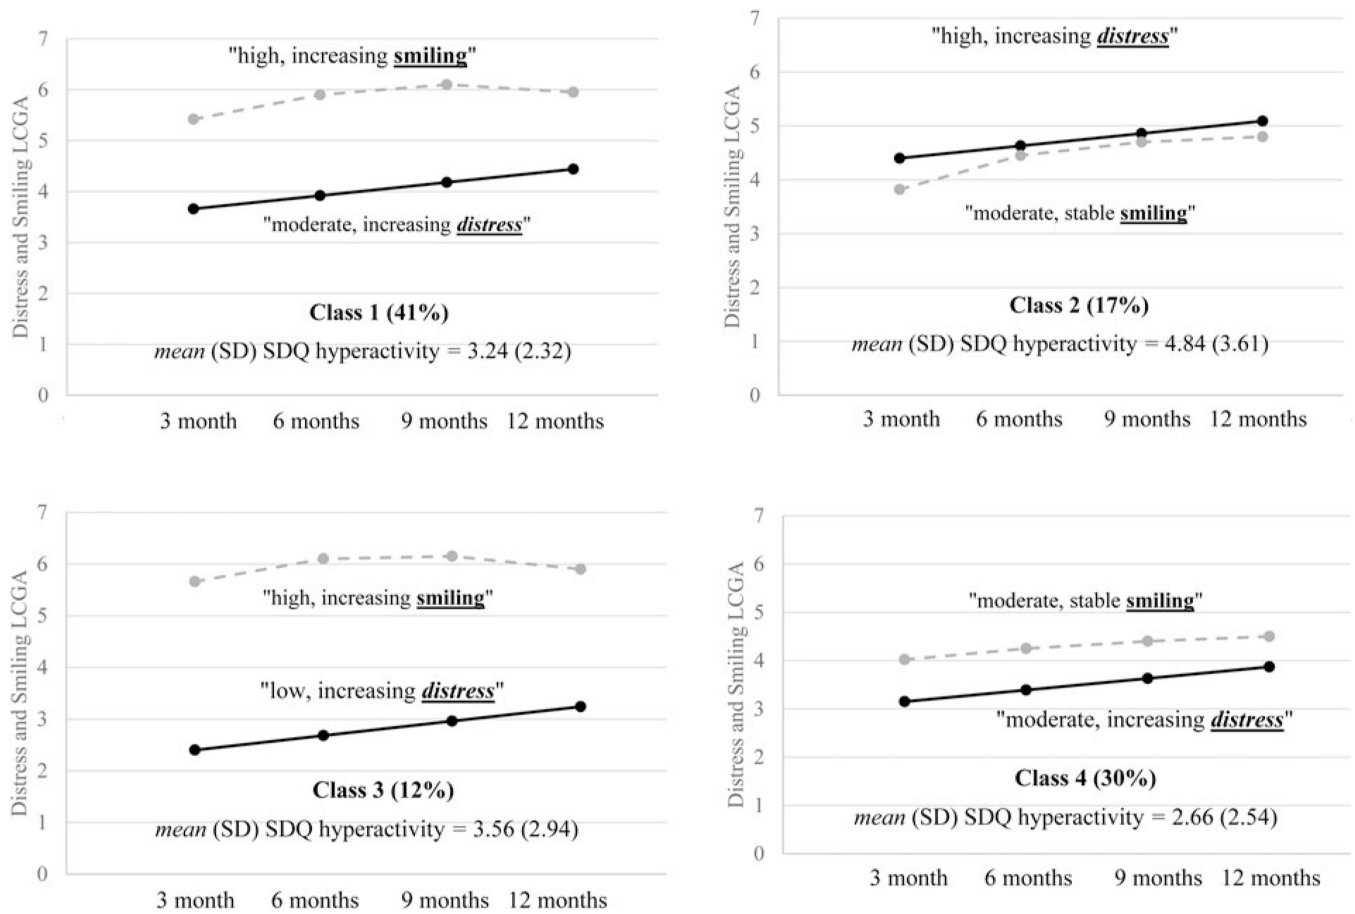 7
6
5
4
3
2
1
0
Distress and Smiling LCGA
"high, increasing smiling"
"moderate, increasing distress"
Class 1 (41%)
mean (SD) SDQ hyperactivity = 3.24 (2.32)
3 month 6 months 9 months 12 months
7
6
5
4
3
2
1
0
Distress and Smiling LCGA
"high, increasing distress"
"moderate, stable smiling"
Class 2 (17%)
mean (SD) SDQ hyperactivity = 4.84 (3.61)
3 month 6 months 9 months 12 months
7
6
5
4
3
2
1
0
Distress and Smiling LCGA
"high, increasing smiling"
"low, increasing distress"
Class 3 (12%)
mean (SD) SDQ hyperactivity = 3.56 (2.94)
3 month 6 months 9 months 12 months
7
6
5
4
3
2
1
0
Distress and Smiling LCGA
"moderate, stable smiling"
"moderate, increasing distress"
Class 4 (30%)
mean (SD) SDQ hyperactivity = 2.66 (2.54)
3 month 6 months 9 months 12 months